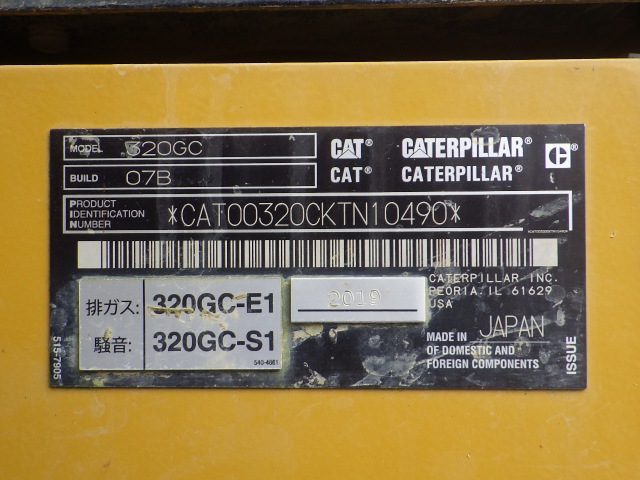 MODEL 320GC
CAT® CATERPILLAR®
BUILD 07B
CAT® CATERPILLAR®
PRODUCT IDENTIFICATION NUMBER *CAT00320CKTN10490*
排ガス: 320GC-E1
騒音: 320GC-S1
540-4661
2019
CATERPILLAR INC.
PEORIA, IL 61629
USA
MADE IN JAPAN
OF DOMESTIC AND
FOREIGN COMPONENTS
ISSUE
515-7905